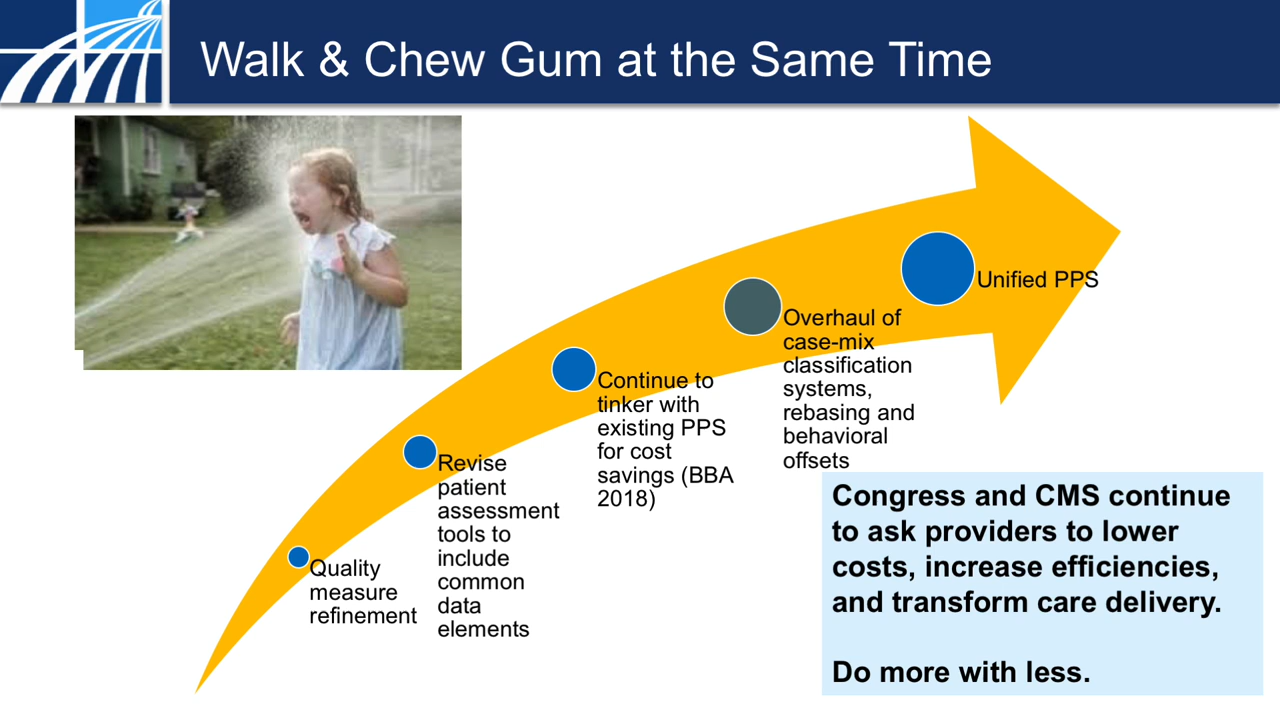 Walk & Chew Gum at the Same Time
Quality
measure
refinement
Revise
patient
assessment
tools to
include
common
data
elements
Continue to
tinker with
existing PPS
for cost
savings (BBA
2018)
Overhaul of
case-mix
classification
systems,
rebasing and
behavioral
offsets
Unified PPS
Congress and CMS continue
to ask providers to lower
costs, increase efficiencies,
and transform care delivery.
Do more with less.